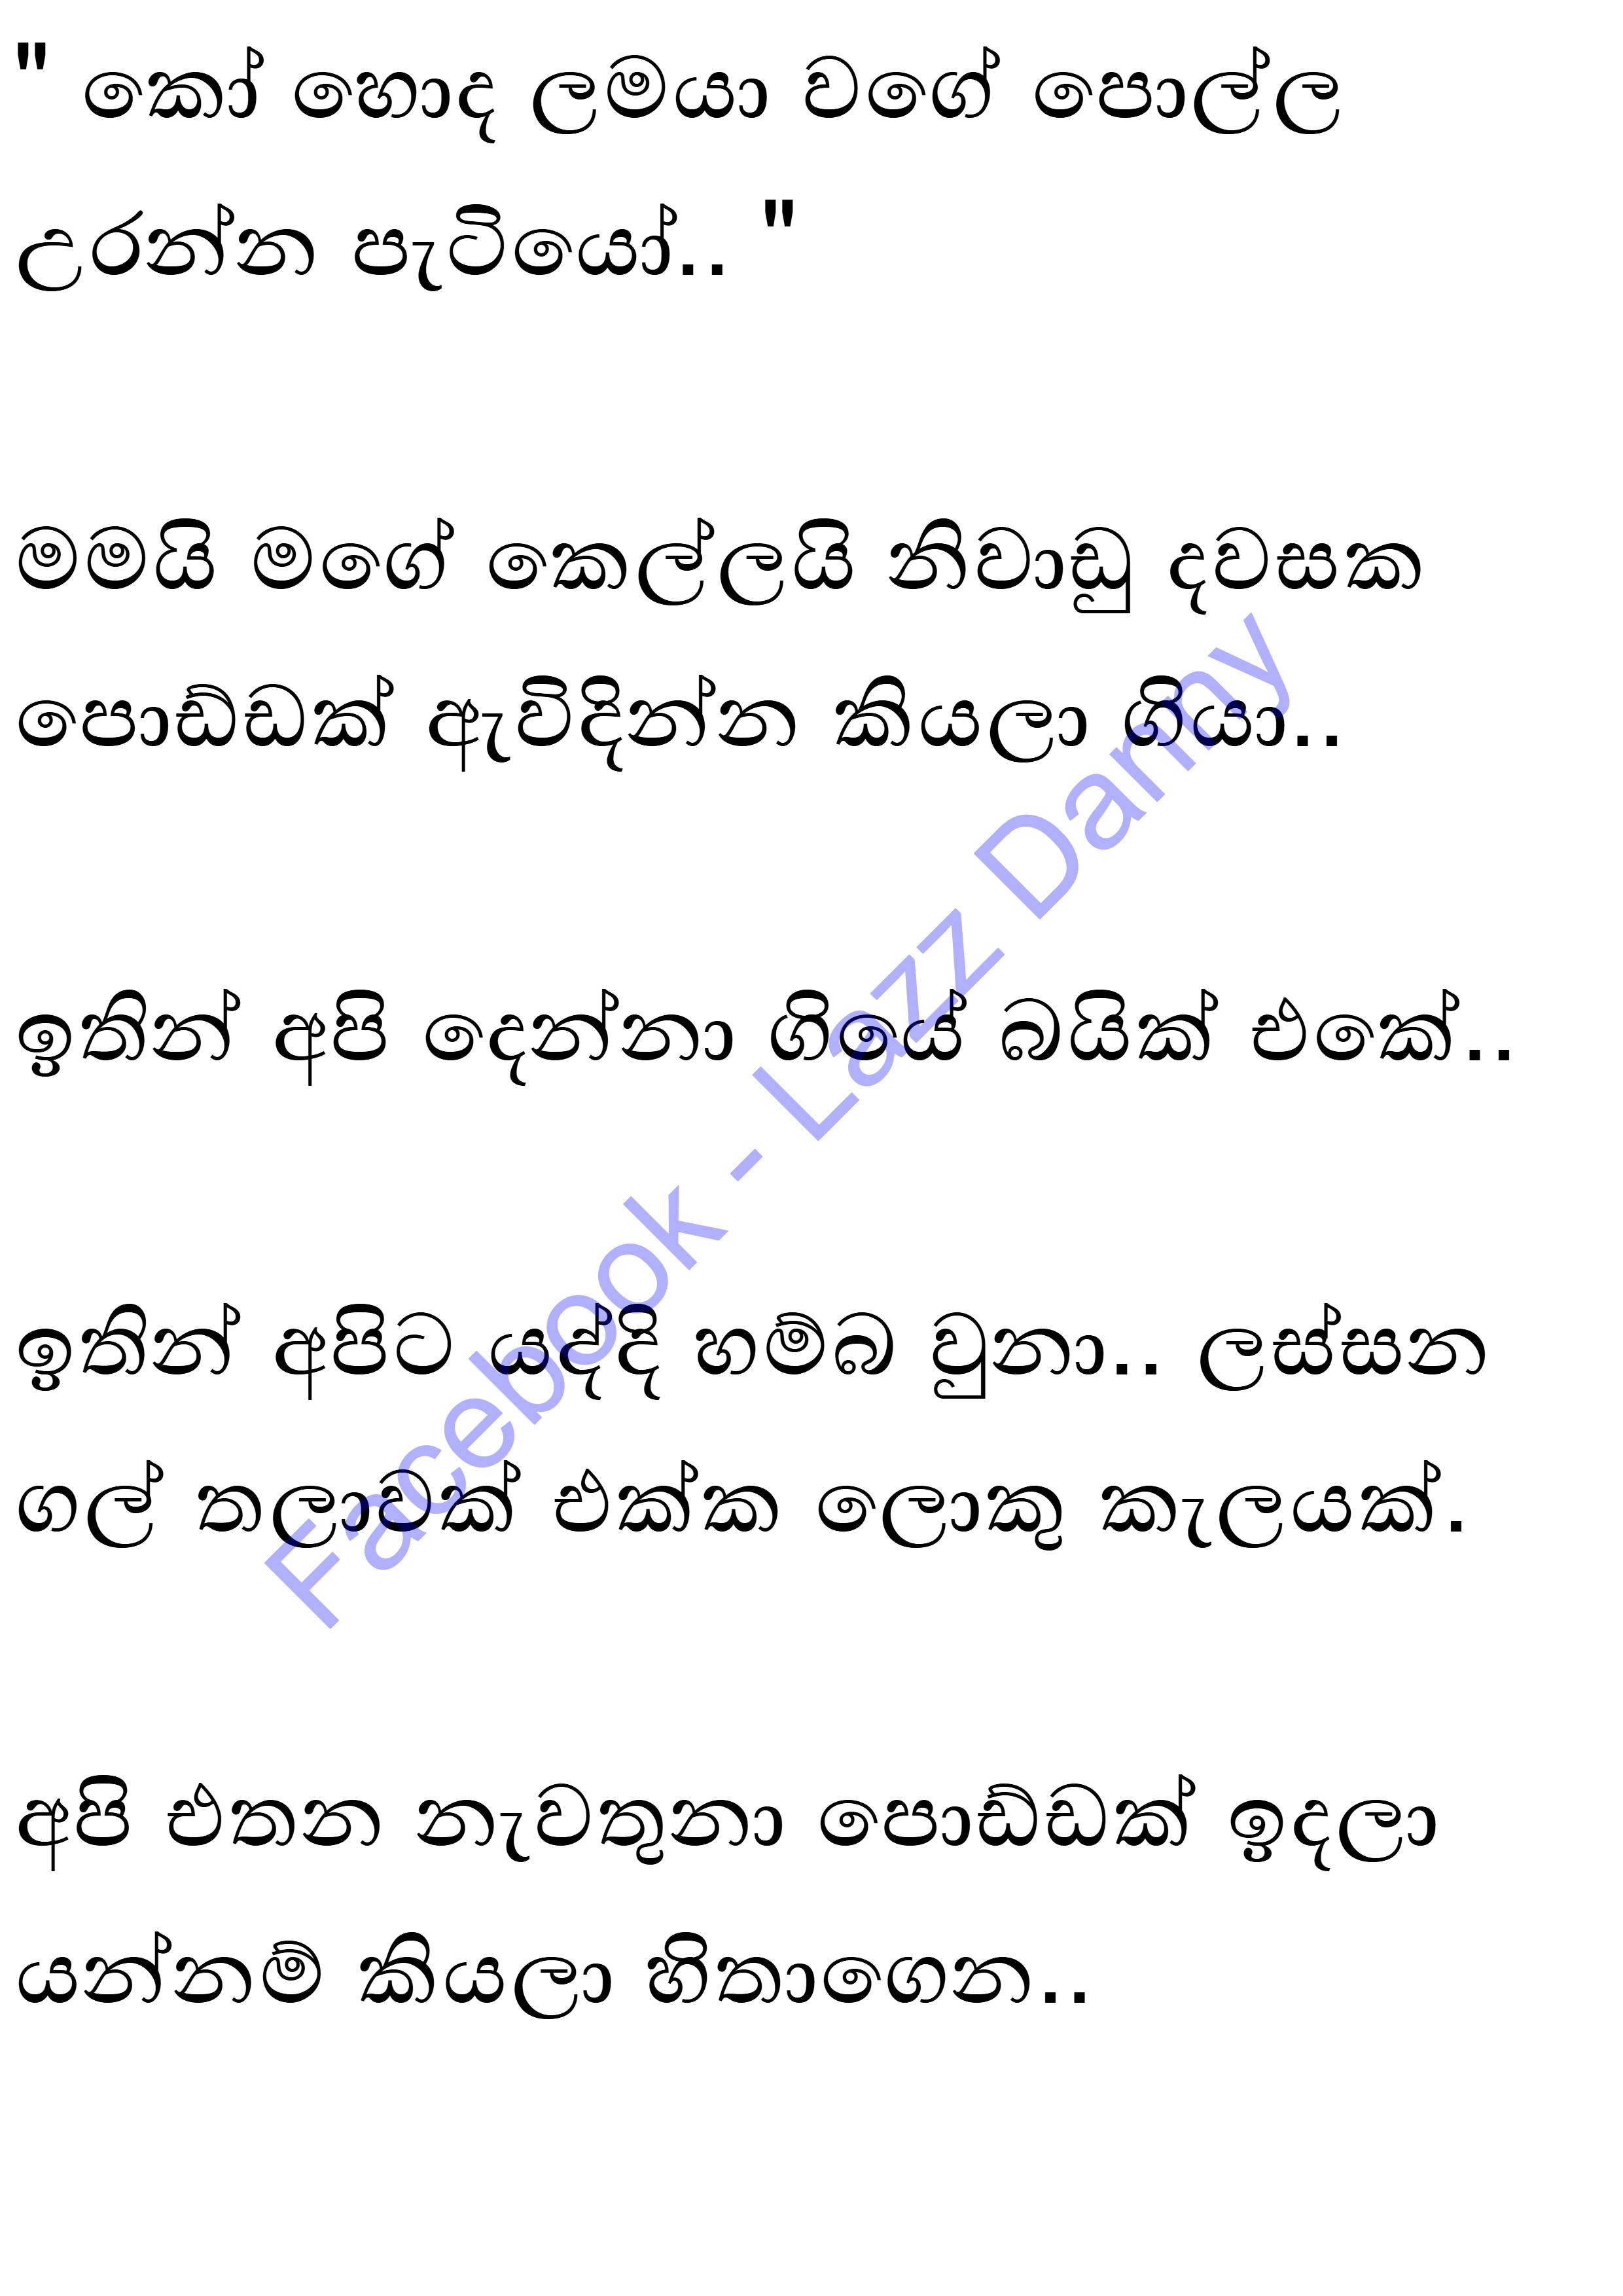 " කෝ හොද ලමයා වගේ පොල්ල
උරන්න පැටියෝ.. "
මමයි මගේ කෙල්ලයි නිවාඩු දවසක
පොඩ්ඩක් ඇවිදින්න කියලා ගියා..
ඉතින් අපි දෙන්නා ගියේ බයික් එකේ..
ඉතින් අපිට යද්දි හම්බ වුනා.. ලස්සන
ගල් තලාවක් එක්ක ලොකු කැලයක්.
අපි එතන නැවතුනා පොඩ්ඩක් ඉදලා
යන්නම් කියලා හිතාගෙන..
Facebook - Lazz Danny